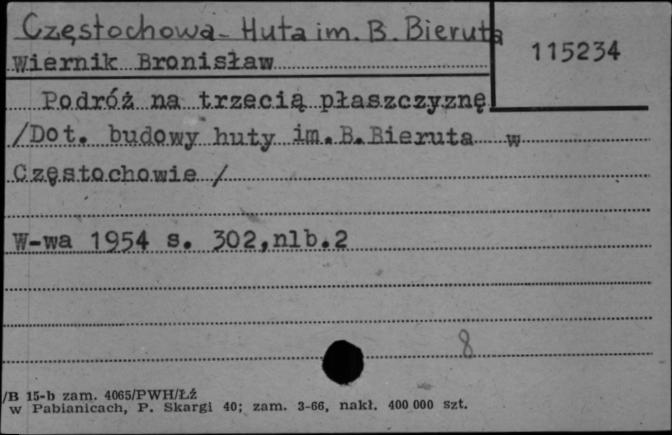 Częstochowa - Huta im. B. Bieruta
115234
Wiernik Bronisław
Podróż na trzecią płaszczyznę
/Dot. budowy huty im.B.Bieruta w
Częstochowie /
W-wa 1954 s. 302,nlb.2
8
/B 15-b zam. 4065/PWH/Łź
w Pabianicach, P. Skargi 40; zam. 3-66, nakł. 400 000 szt.